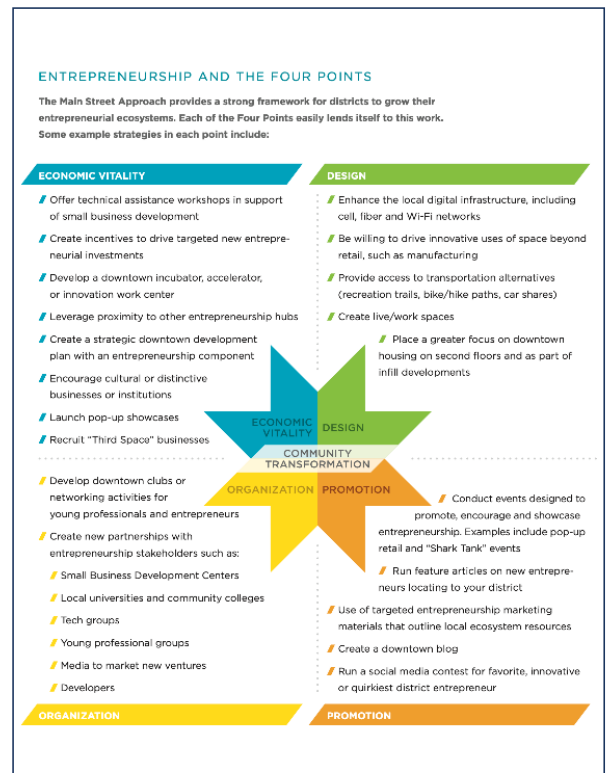 ENTREPRENEURSHIP AND THE FOUR POINTS
The Main Street Approach provides a strong framework for districts to grow their
entrepreneurial ecosystems. Each of the Four Points easily lends itself to this work.
Some example strategies in each point include:
ECONOMIC VITALITY
Offer technical assistance workshops in support
of small business development
Create incentives to drive targeted new entrepre-
neurial investments
Develop a downtown incubator, accelerator,
or innovation work center
Leverage proximity to other entrepreneurship hubs
Create a strategic downtown development
plan with an entrepreneurship component
Encourage cultural or distinctive
businesses or institutions
Launch pop-up showcases
Recruit "Third Space" businesses
DESIGN
Enhance the local digital infrastructure, including
cell, fiber and Wi-Fi networks
Be willing to drive innovative uses of space beyond
retail, such as manufacturing
Provide access to transportation alternatives
(recreation trails, bike/hike paths, car shares)
Create live/work spaces
Place a greater focus on downtown
housing on second floors and as part of
infill developments
ECONOMIC
VITALITY
DESIGN
COMMUNITY
TRANSFORMATION
ORGANIZATION
PROMOTION
Develop downtown clubs or
networking activities for
young professionals and entrepreneurs
Create new partnerships with
entrepreneurship stakeholders such as:
Small Business Development Centers
Local universities and community colleges
Tech groups
Young professional groups
Media to market new ventures
Developers
ORGANIZATION
Conduct events designed to
promote, encourage and showcase
entrepreneurship. Examples include pop-up
retail and "Shark Tank" events
Run feature articles on new entrepre-
neurs locating to your district
Use of targeted entrepreneurship marketing
materials that outline local ecosystem resources
Create a downtown blog
Run a social media contest for favorite, innovative
or quirkiest district entrepreneur
PROMOTION